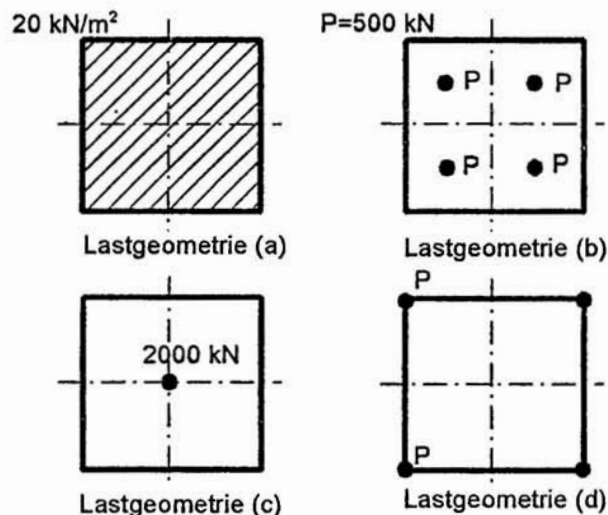 20 kN/m²
P=500 kN
P
P
P
P
Lastgeometrie (a)
Lastgeometrie (b)
2000 kN
P
P
Lastgeometrie (c)
Lastgeometrie (d)